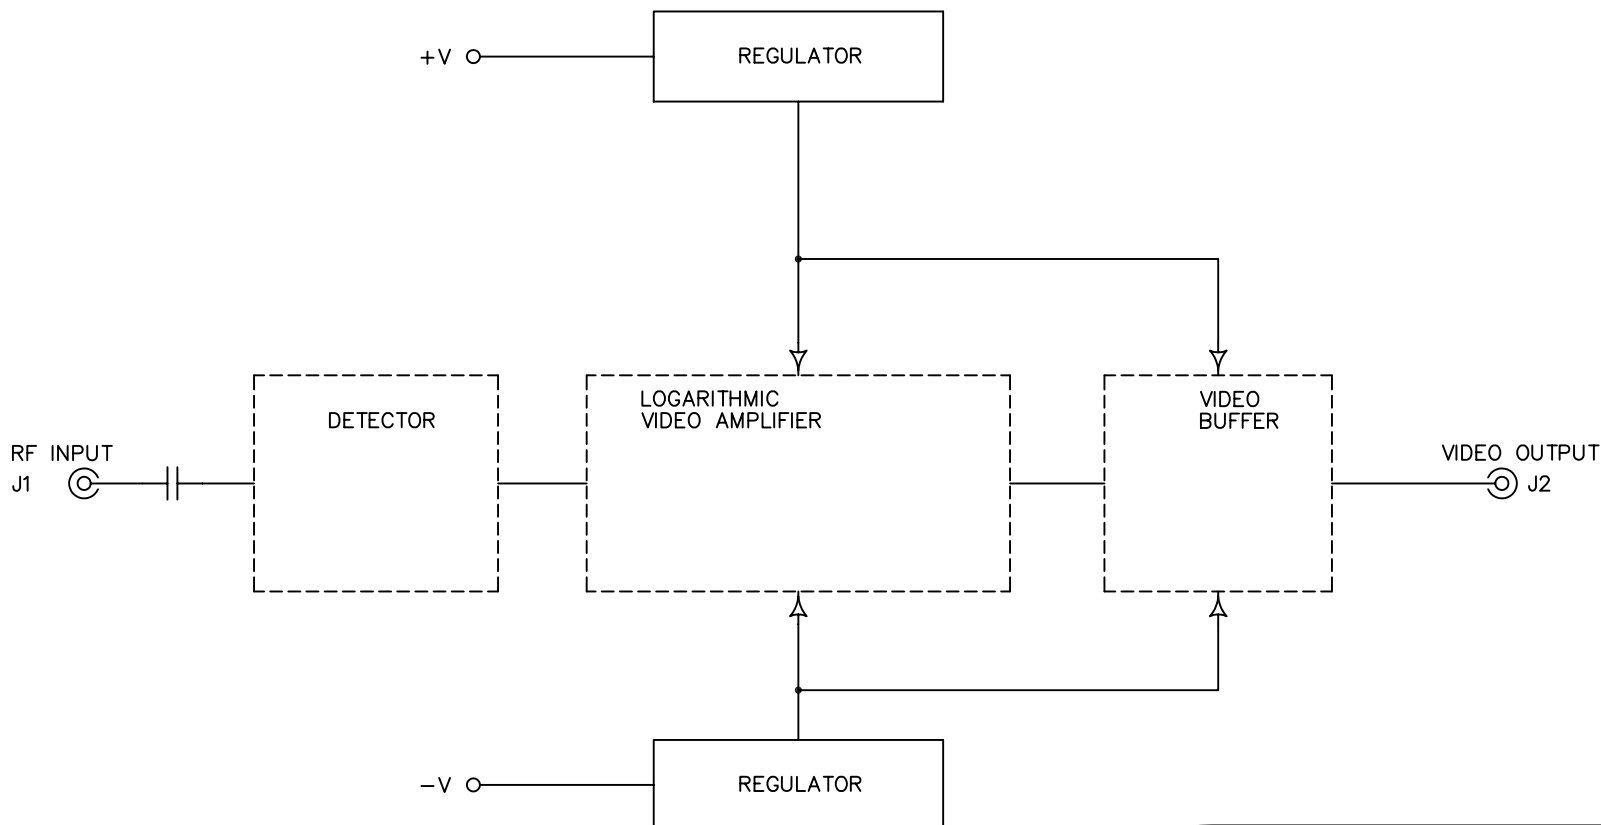 +V
REGULATOR
DETECTOR
LOGARITHMIC
VIDEO AMPLIFIER
VIDEO
BUFFER
RF INPUT
J1
VIDEO OUTPUT
J2
-V
REGULATOR